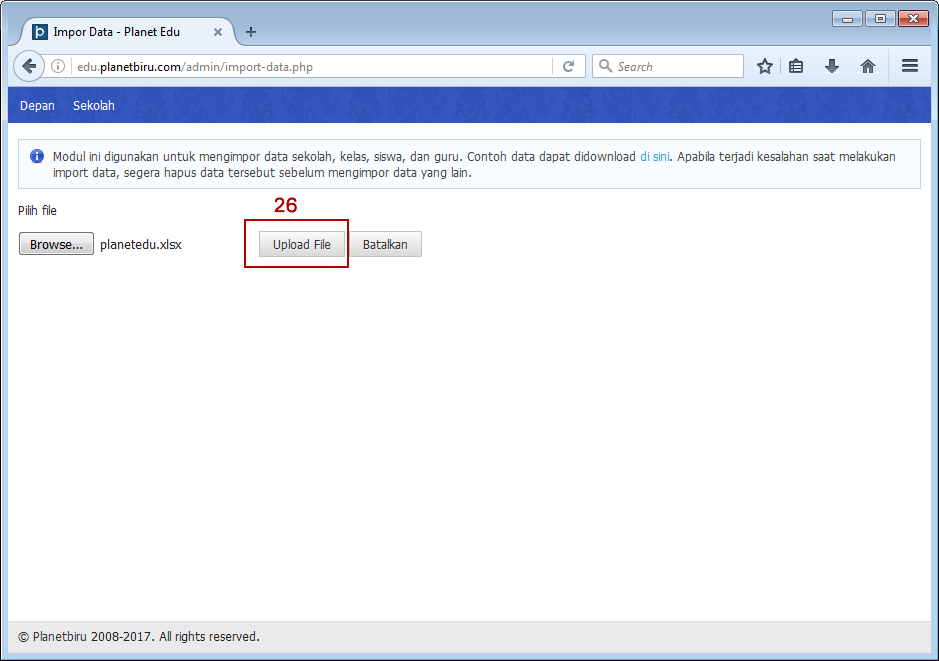 Impor Data - Planet Edu
edu.planetbiru.com/admin/import-data.php
Search
Depan Sekolah
Modul ini digunakan untuk mengimpor data sekolah, kelas, siswa, dan guru. Contoh data dapat didownload di sini. Apabila terjadi kesalahan saat melakukan
import data, segera hapus data tersebut sebelum mengimpor data yang lain.
Pilih file
26
Browse... planetedu.xlsx Upload File Batalkan
© Planetbiru 2008-2017. All rights reserved.